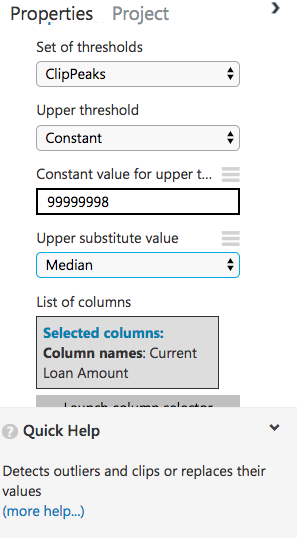 Properties Project
Set of thresholds
ClipPeaks
Upper threshold
Constant
Constant value for upper t...
99999998
Upper substitute value
Median
List of columns
Selected columns:
Column names: Current
Loan Amount
Launch column selector
Quick Help
Detects outliers and clips or replaces their
values
(more help...)